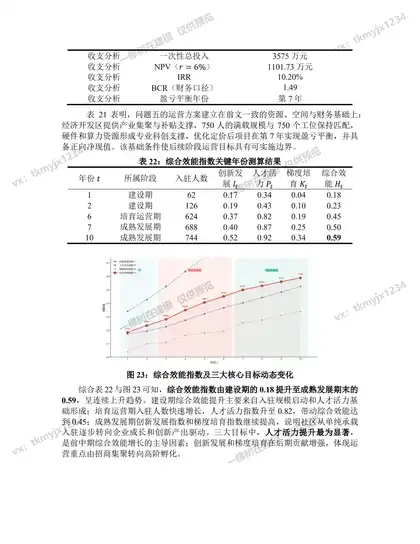 收支分析 一次性总投入 3575 万元
收支分析 NPV（r = 6%） 1101.73 万元
收支分析 IRR 10.20%
收支分析 BCR（财务口径） 1.49
收支分析 盈亏平衡年份 第 7 年
表 21 表明，问题五的运营方案建立在前文一致的资源、空间与财务基础上：
经济开发区提供产业集聚与补贴支撑，750 人的满载规模与 750 个工位保持匹配，
硬件和算力资源形成专业科创支撑，优化定价后项目在第 7 年实现盈亏平衡，并具
备正向净现值。该基础条件使后续阶段运营目标具有可实施边界。
表 22：综合效能指数关键年份测算结果
年份 t 所属阶段 入驻人数 创新发展 I 人才活力 P 梯度培育 K 综合效能 H
1 建设期 62 0.17 0.34 0.04 0.18
2 建设期 126 0.19 0.43 0.10 0.23
6 培育运营期 624 0.37 0.82 0.19 0.45
7 成熟发展期 688 0.40 0.87 0.25 0.50
10 成熟发展期 744 0.52 0.92 0.34 0.59
图 23：综合效能指数及三大核心目标动态变化
综合表 22 与图 23 可知，综合效能指数由建设期的 0.18 提升至成熟发展期末的
0.59，呈连续上升趋势。建设期综合效能提升主要来自入驻规模启动和人才活力基
础形成；培育运营期入驻人数快速增长，人才活力指数升至 0.82，带动综合效能达
到 0.45；成熟发展期创新发展指数和梯度培育指数继续提高，说明社区从单纯承载
人驻逐步转向企业成长和创新产出驱动。三大目标中，人才活力提升最为显著，
是前中期综合效能增长的主导因素；创新发展和梯度培育在后期贡献增强，体现运
营重点由招商集聚转向高阶孵化。
vx: tkmyjx1234
vx: tkmyjx1234
vx: tkmyjx1234
vx: tkmyjx1234